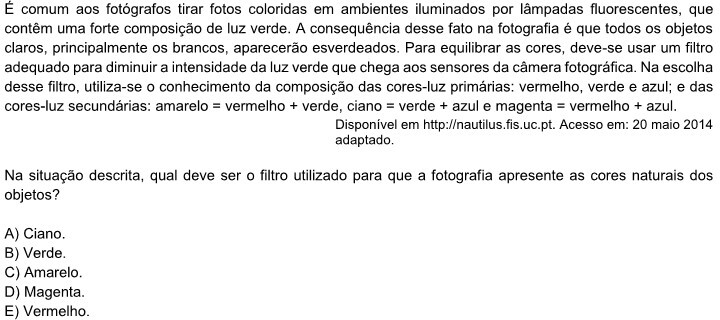 É comum aos fotógrafos tirar fotos coloridas em ambientes iluminados por lâmpadas fluorescentes, que
contêm uma forte composição de luz verde. A consequência desse fato na fotografia é que todos os objetos
claros, principalmente os brancos, aparecerão esverdeados. Para equilibrar as cores, deve-se usar um filtro
adequado para diminuir a intensidade da luz verde que chega aos sensores da câmera fotográfica. Na escolha
desse filtro, utiliza-se o conhecimento da composição das cores-luz primárias: vermelho, verde e azul; e das
cores-luz secundárias: amarelo = vermelho + verde, ciano = verde + azul e magenta = vermelho + azul.
Disponível em http://nautilus.fis.uc.pt. Acesso em: 20 maio 2014
adaptado.
Na situação descrita, qual deve ser o filtro utilizado para que a fotografia apresente as cores naturais dos
objetos?
A) Ciano.
B) Verde.
C) Amarelo.
D) Magenta.
E) Vermelho.